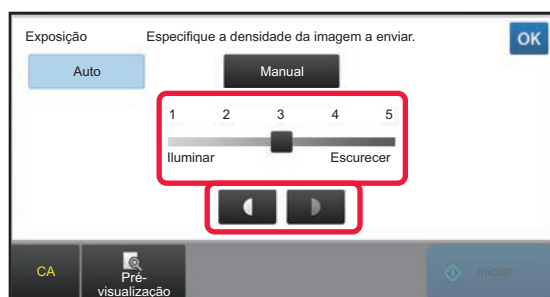 Exposição Especifique a densidade da imagem a enviar. OK
Auto Manual
1 2 3 4 5
Iluminar Escurecer
CA Pré-
visualização Iniciar